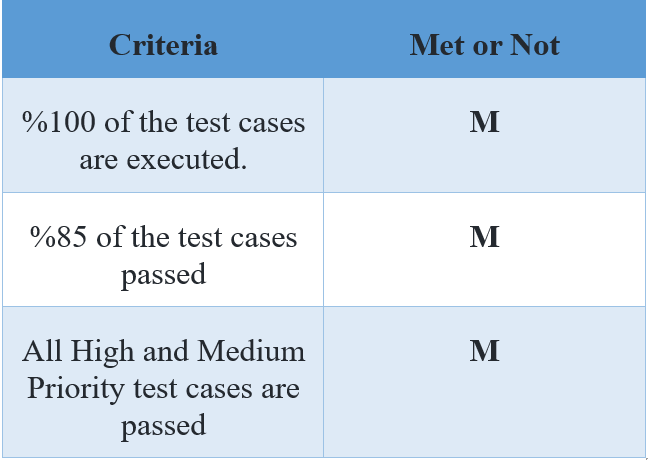 Criteria
Met or Not
%100 of the test cases
are executed.
M
%85 of the test cases
passed
M
All High and Medium
Priority test cases are
passed
M